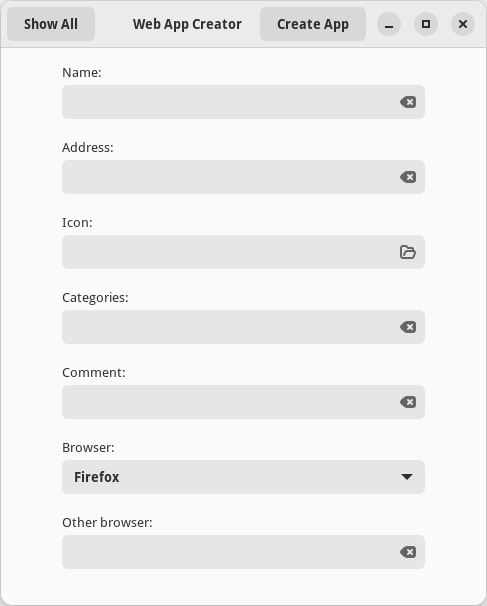 Show All
Web App Creator
Create App
Name:
Address:
Icon:
Categories:
Comment:
Browser:
Firefox
Other browser: